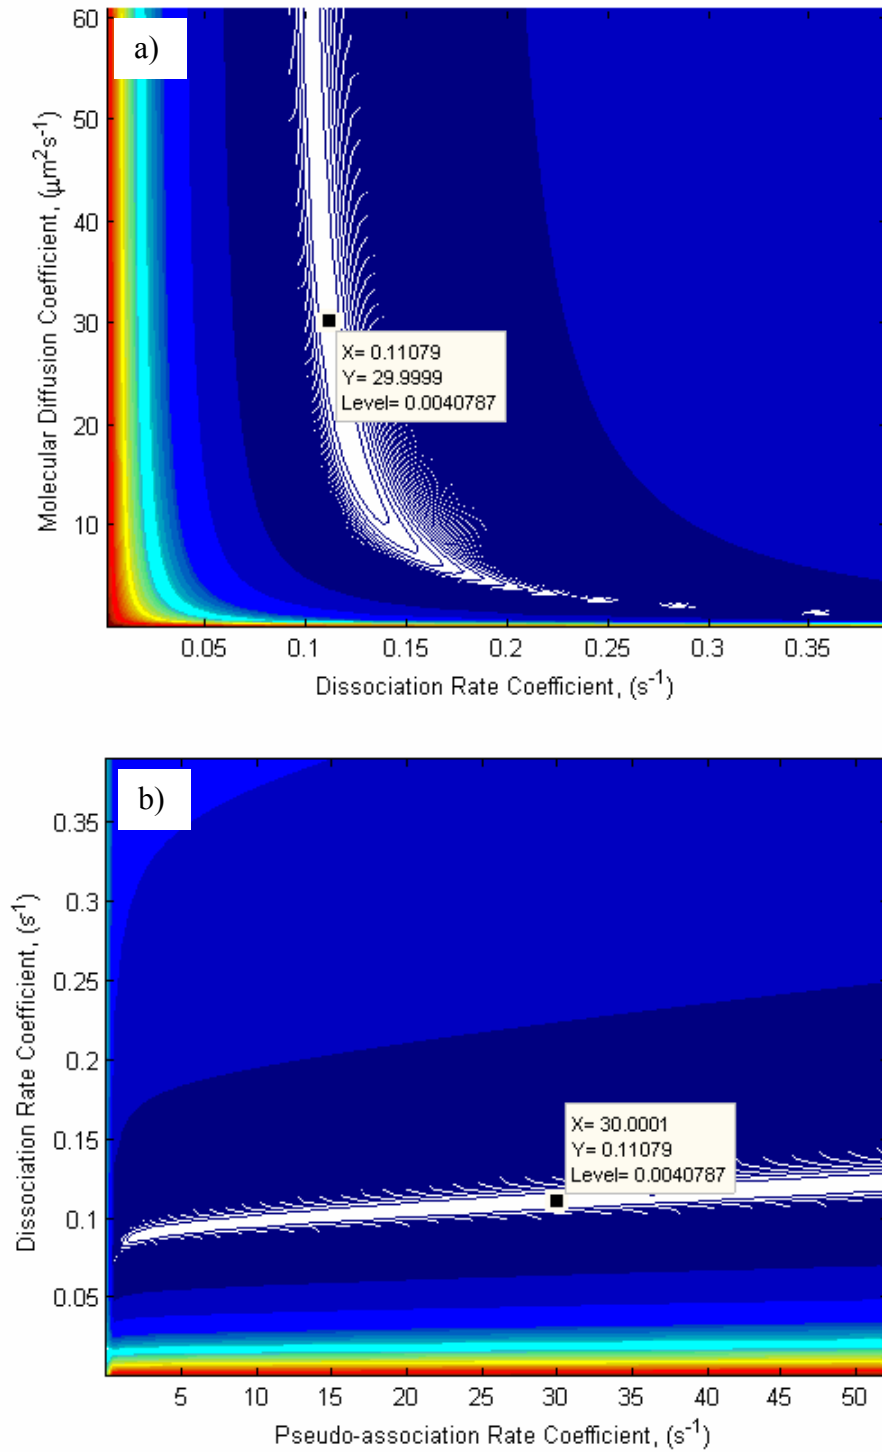 a)
60
50
40
30
20
10
Molecular Diffusion Coefficient, (μm²s⁻¹)
X= 0.11079
Y= 29.9999
Level= 0.0040787
0.05 0.1 0.15 0.2 0.25 0.3 0.35
Dissociation Rate Coefficient, (s⁻¹)
b)
0.35
0.3
0.25
0.2
0.15
0.1
0.05
Dissociation Rate Coefficient, (s⁻¹)
X= 30.0001
Y= 0.11079
Level= 0.0040787
5 10 15 20 25 30 35 40 45 50
Pseudo-association Rate Coefficient, (s⁻¹)